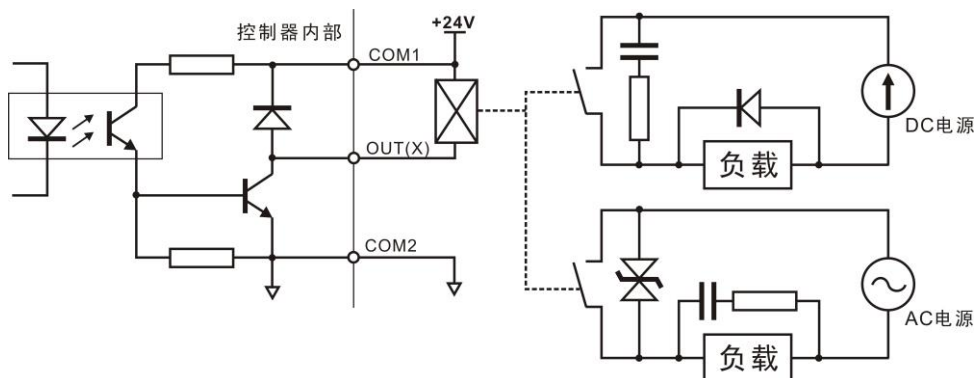 控制器内部
+24V
COM1
OUT(X)
COM2
DC电源
负载
AC电源
负载